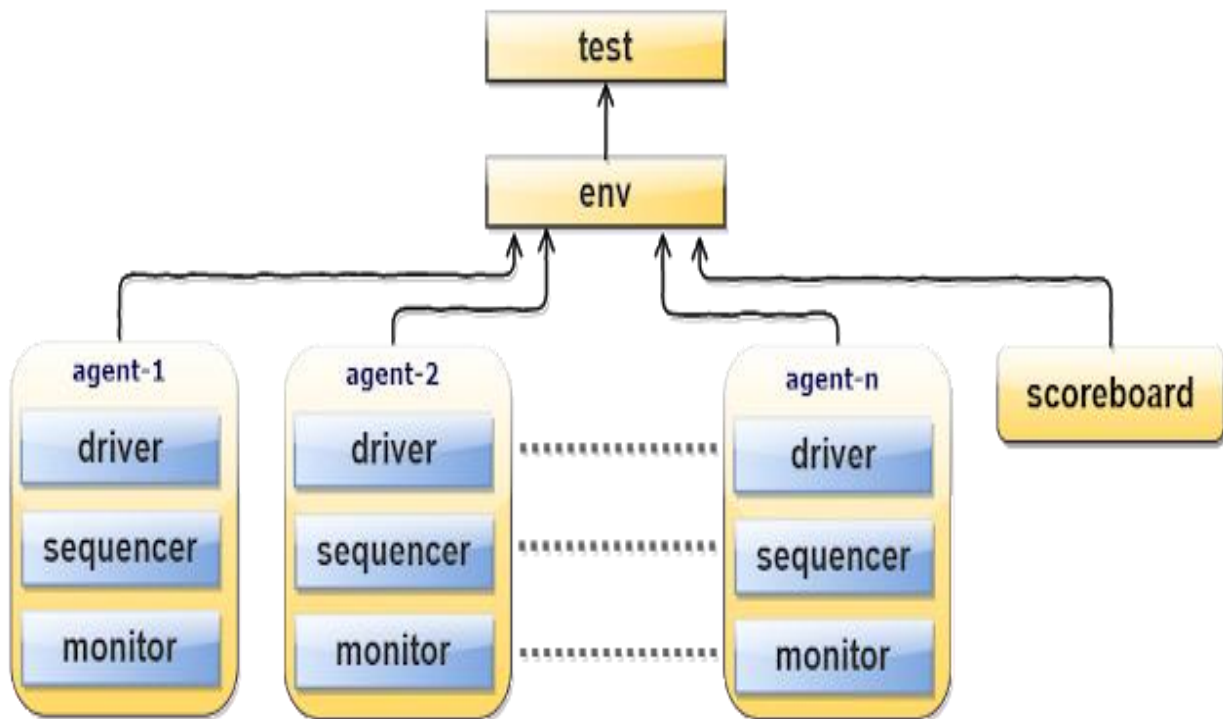 test
env
agent-1
driver
sequencer
monitor
agent-2
driver
sequencer
monitor
agent-n
driver
sequencer
monitor
scoreboard